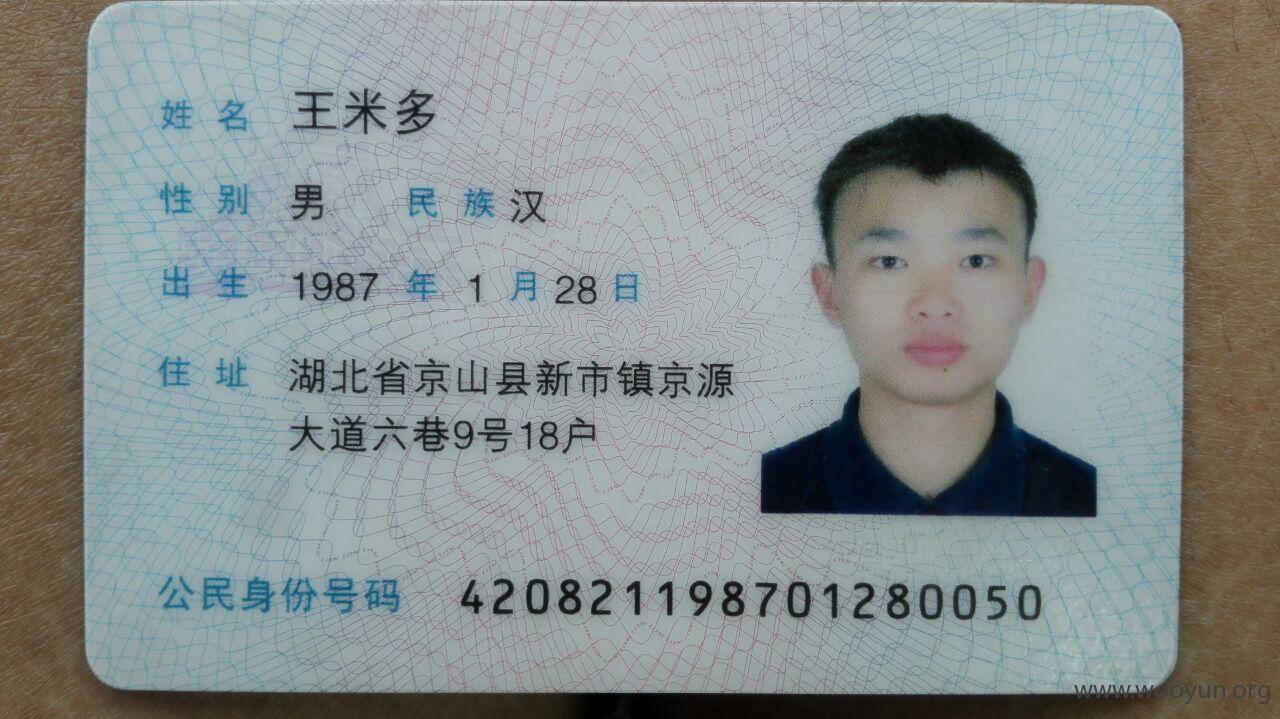 姓名 王米多
性别 男 民族 汉
出生 1987 年 1 月 28 日
住址 湖北省京山县新市镇京源
大道六巷9号18户
公民身份号码 420821198701280050
www.wooyun.org